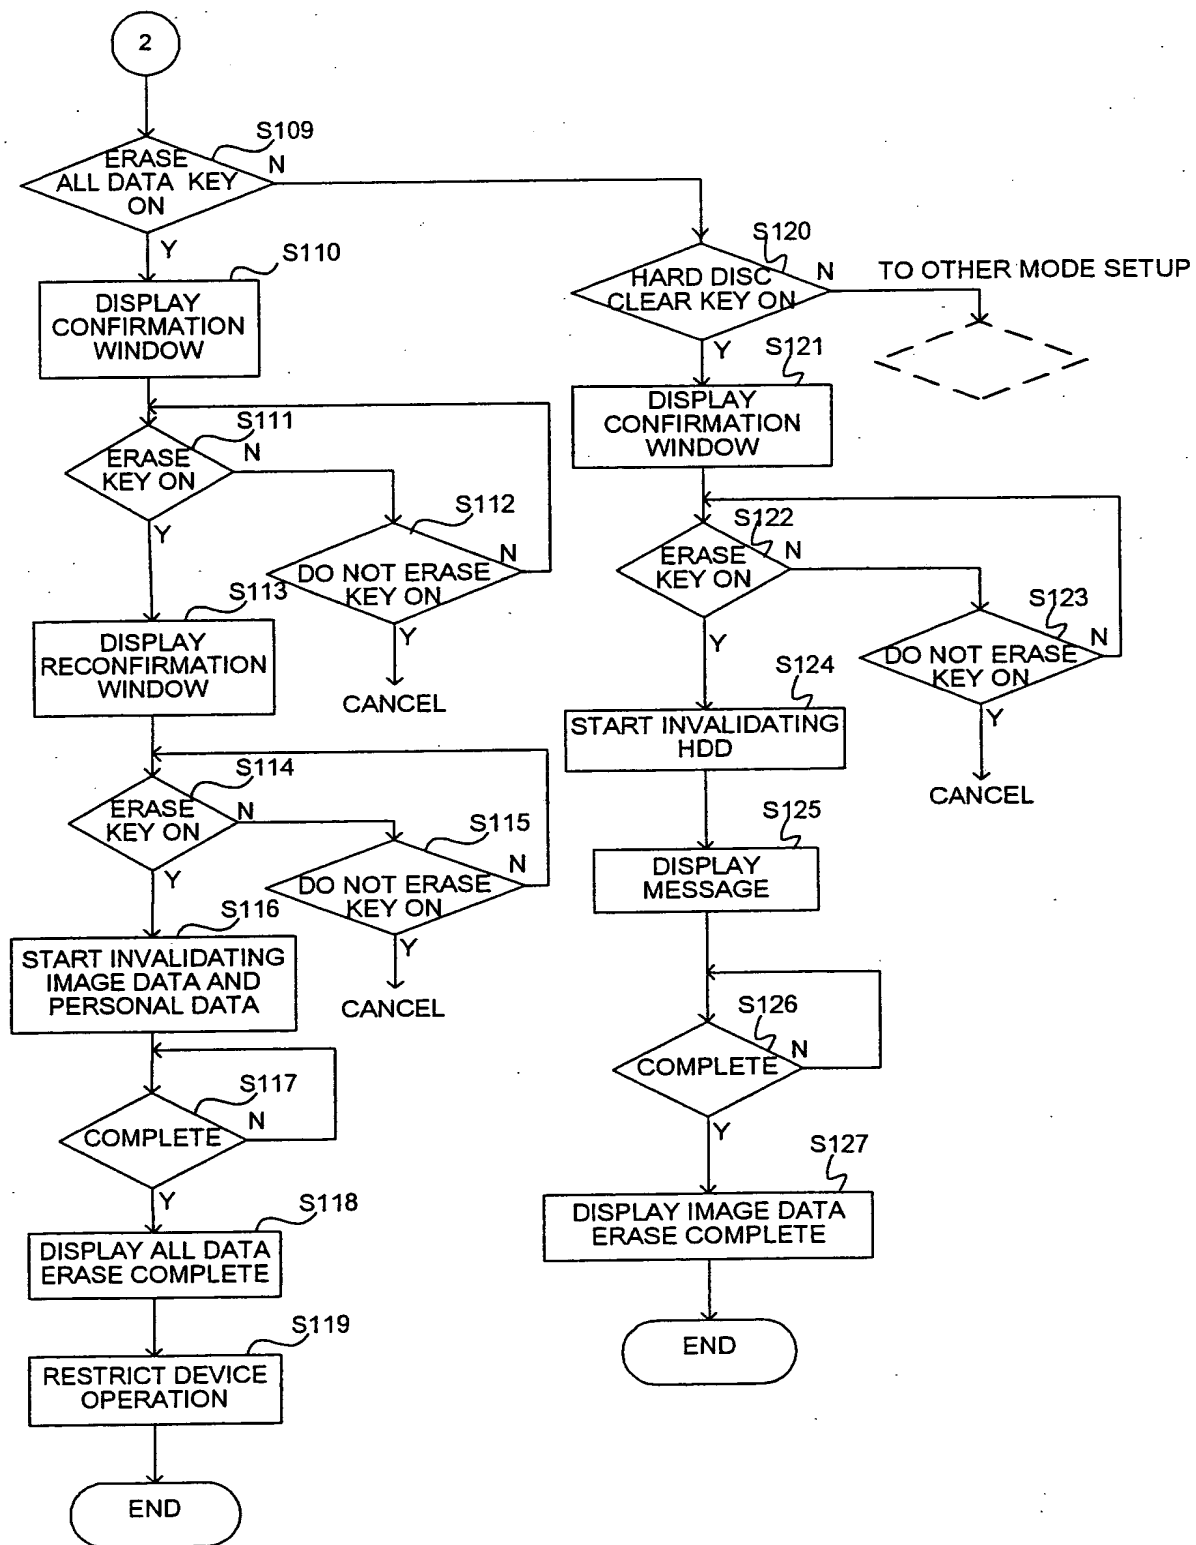 2
S109
ERASE
ALL DATA KEY
ON
N
Y
S110
DISPLAY
CONFIRMATION
WINDOW
S111
ERASE
KEY ON
N
Y
S112
DO NOT ERASE
KEY ON
N
Y
CANCEL
S113
DISPLAY
RECONFIRMATION
WINDOW
S114
ERASE
KEY ON
N
Y
S115
DO NOT ERASE
KEY ON
N
Y
CANCEL
S116
START INVALIDATING
IMAGE DATA AND
PERSONAL DATA
S117
COMPLETE
N
Y
S118
DISPLAY ALL DATA
ERASE COMPLETE
S119
RESTRICT DEVICE
OPERATION
END
S120
HARD DISC
CLEAR KEY ON
N
Y
TO OTHER MODE SETUP
S121
DISPLAY
CONFIRMATION
WINDOW
S122
ERASE
KEY ON
N
Y
S123
DO NOT ERASE
KEY ON
N
Y
CANCEL
S124
START INVALIDATING
HDD
S125
DISPLAY
MESSAGE
S126
COMPLETE
N
Y
S127
DISPLAY IMAGE DATA
ERASE COMPLETE
END